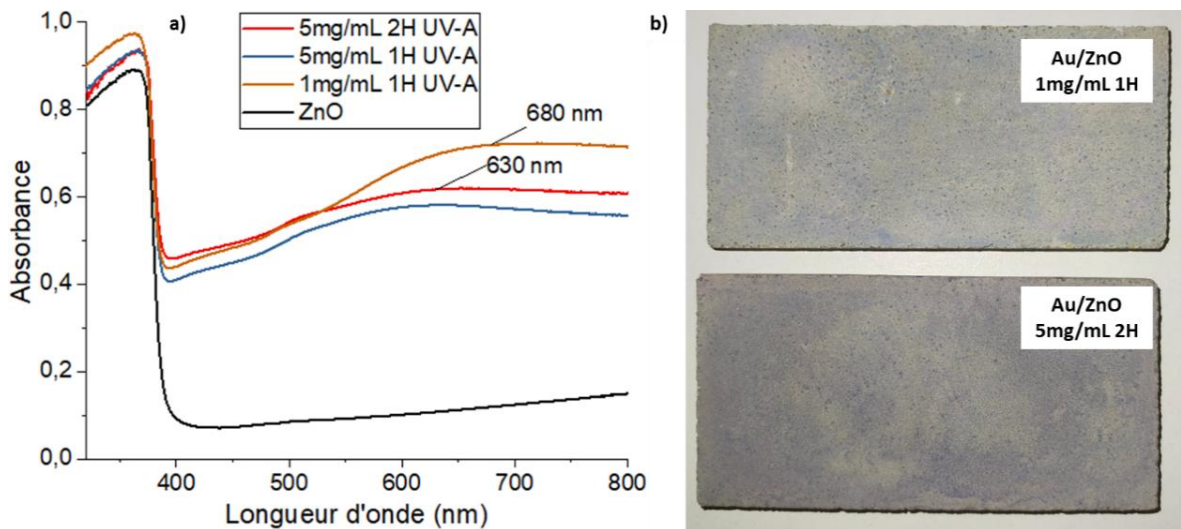 a)
5mg/mL 2H UV-A
5mg/mL 1H UV-A
1mg/mL 1H UV-A
ZnO
680 nm
630 nm
1,0
0,8
0,6
0,4
0,2
0,0
Absorbance
400 500 600 700 800
Longueur d'onde (nm)
b)
Au/ZnO
1mg/mL 1H
Au/ZnO
5mg/mL 2H